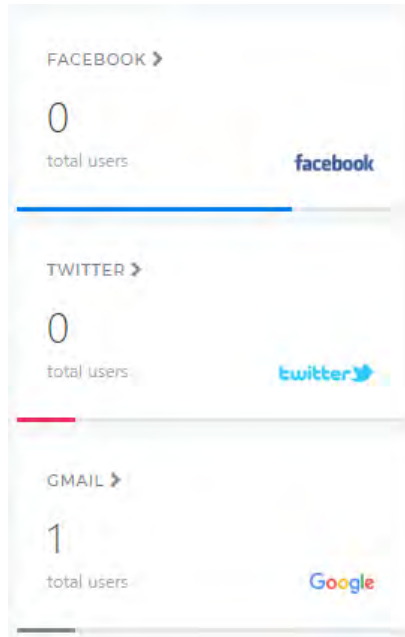 FACEBOOK
0
total users
facebook
TWITTER
0
total users
twitter
GMAIL
1
total users
Google